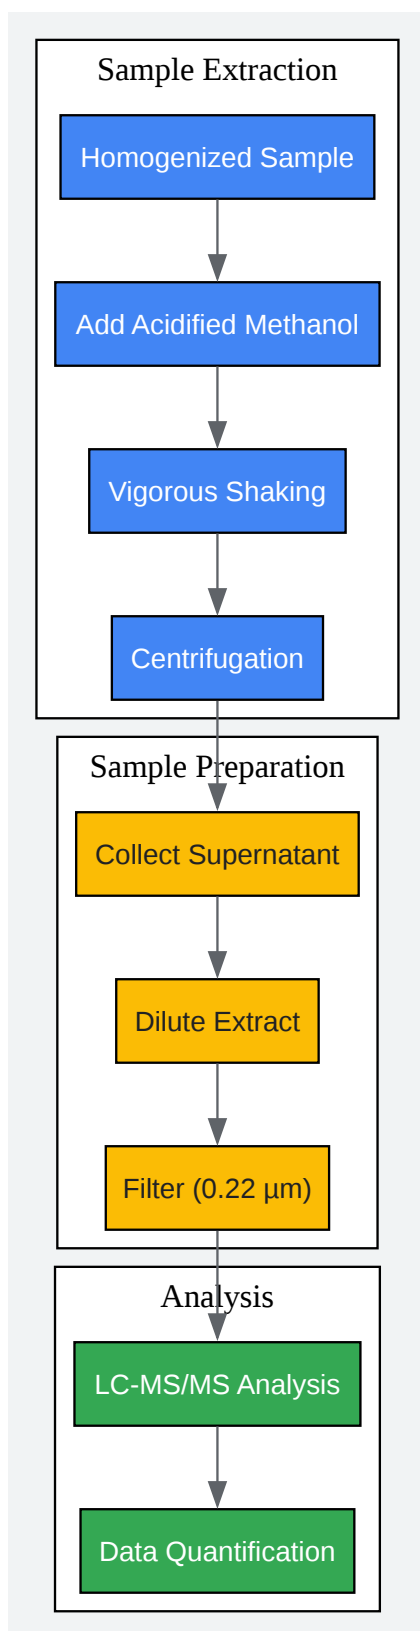 Sample Extraction
Homogenized Sample
Add Acidified Methanol
Vigorous Shaking
Centrifugation
Sample Preparation
Collect Supernatant
Dilute Extract
Filter (0.22 µm)
Analysis
LC-MS/MS Analysis
Data Quantification